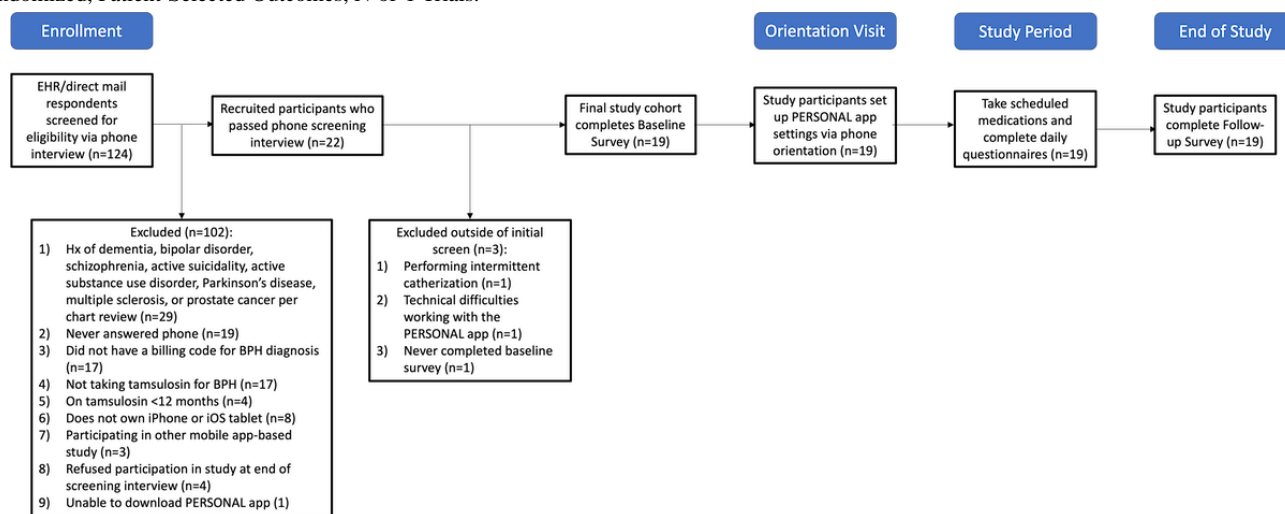 Randomized, Patient-Selected Outcomes, N-of-1 Trials.
Enrollment
Orientation Visit
Study Period
End of Study
EHR/direct mail
respondents
screened for
eligibility via phone
interview (n=124)
Recruited participants who
passed phone screening
interview (n=22)
Final study cohort
completes Baseline
Survey (n=19)
Study participants set
up PERSONAL app
settings via phone
orientation (n=19)
Take scheduled
medications and
complete daily
questionnaires (n=19)
Study participants
complete Follow-
up Survey (n=19)
Excluded (n=102):
1) Hx of dementia, bipolar disorder,
schizophrenia, active suicidality, active
substance use disorder, Parkinson's disease,
multiple sclerosis, or prostate cancer per
chart review (n=29)
2) Never answered phone (n=19)
3) Did not have a billing code for BPH diagnosis
(n=17)
4) Not taking tamsulosin for BPH (n=17)
5) On tamsulosin <12 months (n=4)
6) Does not own iPhone or iOS tablet (n=8)
7) Participating in other mobile app-based
study (n=3)
8) Refused participation in study at end of
screening interview (n=4)
9) Unable to download PERSONAL app (1)
Excluded outside of initial
screen (n=3):
1) Performing intermittent
catherization (n=1)
2) Technical difficulties
working with the
PERSONAL app (n=1)
3) Never completed baseline
survey (n=1)